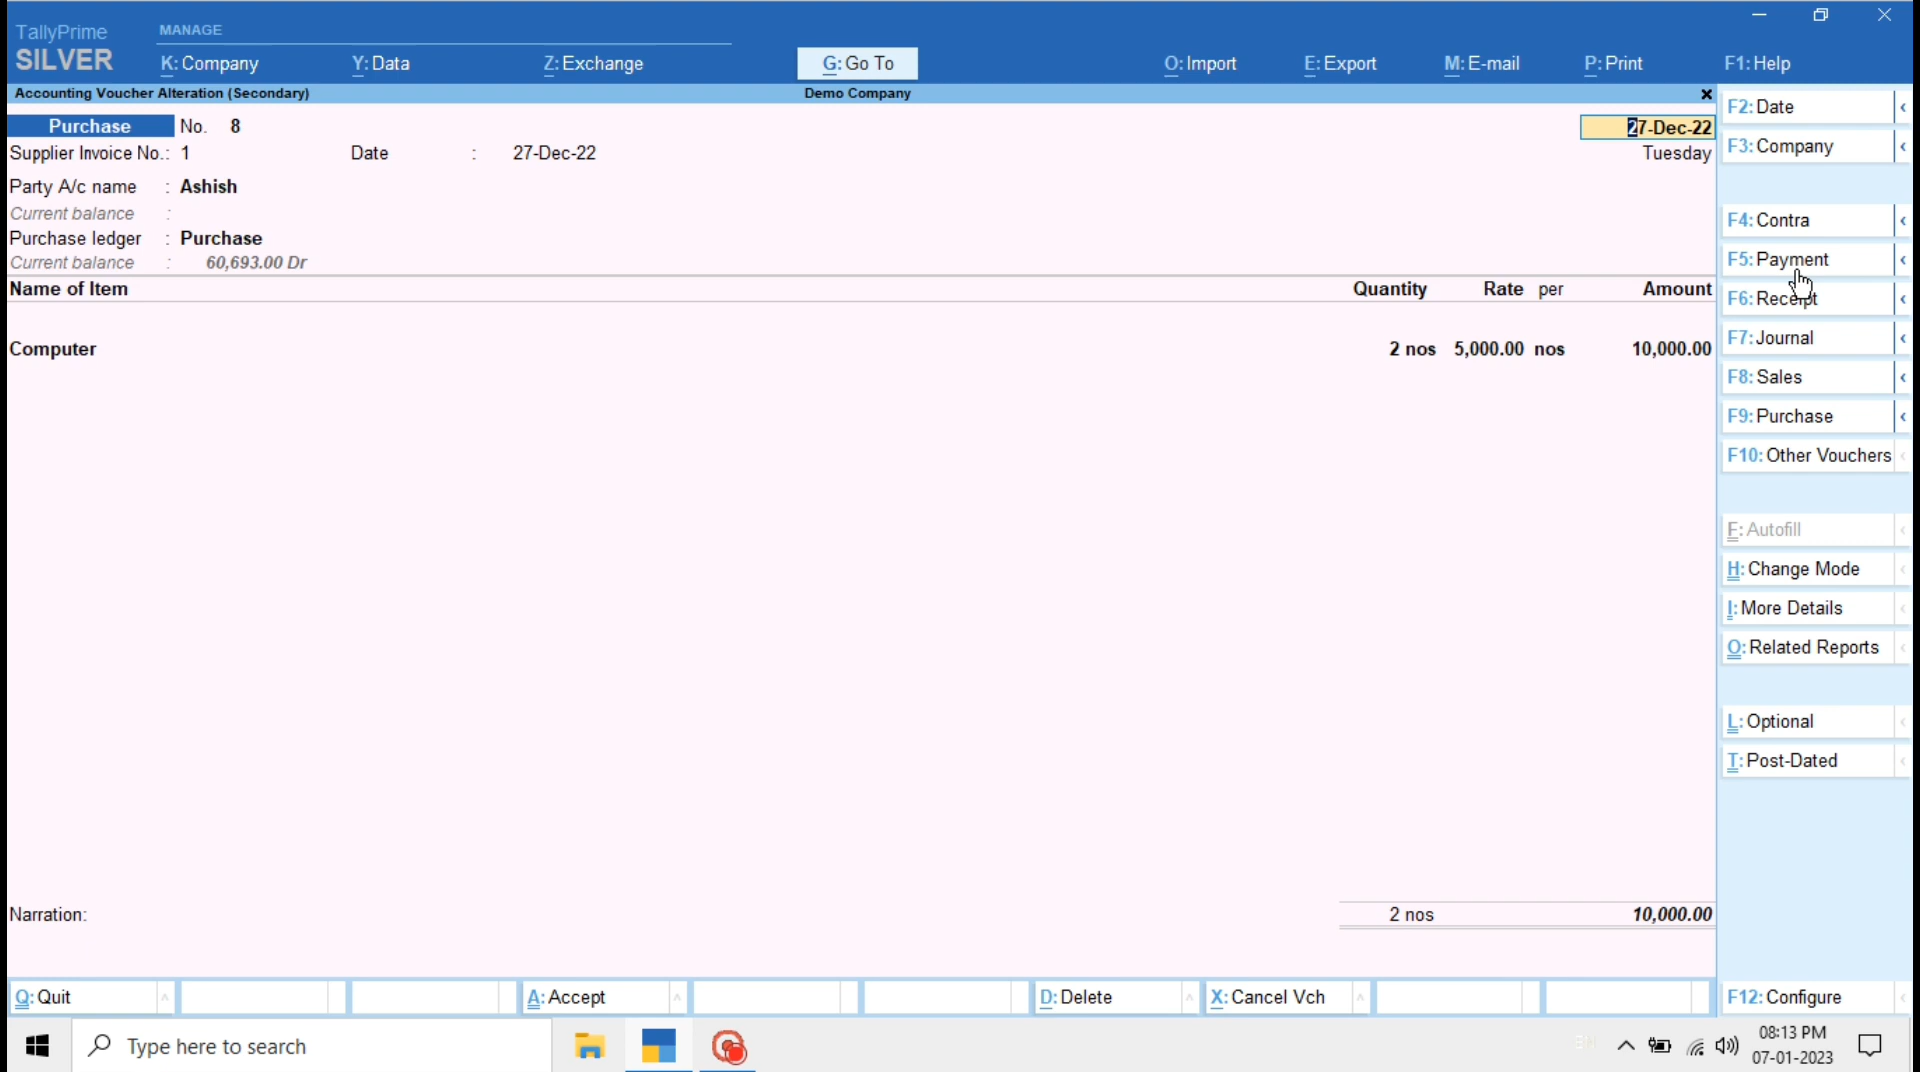 TallyPrime
SILVER
MANAGE
K: Company
Y: Data
Z: Exchange
G: Go To
O: Import
E: Export
M: E-mail
P: Print
F1: Help
Accounting Voucher Alteration (Secondary)
Demo Company
Purchase No. 8
27-Dec-22
Supplier Invoice No.: 1 Date : 27-Dec-22
Tuesday
Party A/c name : Ashish
Current balance :
Purchase ledger : Purchase
Current balance : 60,693.00 Dr
Name of Item Quantity Rate per Amount
Computer 2 nos 5,000.00 nos 10,000.00
Narration: 2 nos 10,000.00
F2: Date
F3: Company
F4: Contra
F5: Payment
F6: Receipt
F7: Journal
F8: Sales
F9: Purchase
F10: Other Vouchers
F: Autofill
H: Change Mode
I: More Details
O: Related Reports
L: Optional
T: Post-Dated
F12: Configure
Q: Quit
A: Accept
D: Delete
X: Cancel Vch
Type here to search
08:13 PM
07-01-2023